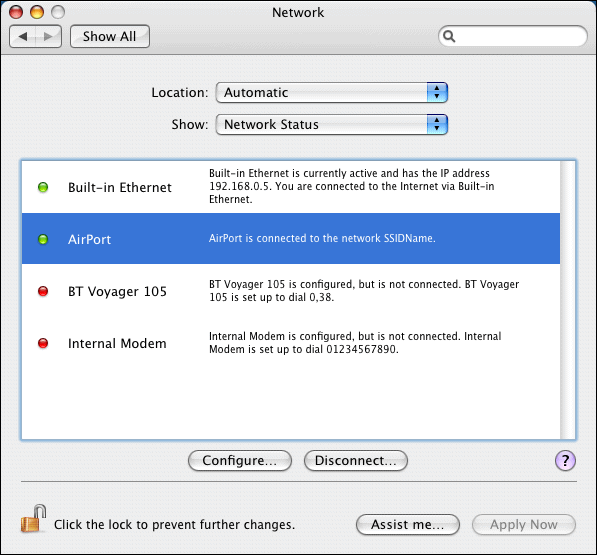 Network
Show All
Location: Automatic
Show: Network Status
Built-in Ethernet
Built-in Ethernet is currently active and has the IP address
192.168.0.5. You are connected to the Internet via Built-in
Ethernet.
AirPort
AirPort is connected to the network SSIDName.
BT Voyager 105
BT Voyager 105 is configured, but is not connected. BT Voyager
105 is set up to dial 0,38.
Internal Modem
Internal Modem is configured, but is not connected. Internal
Modem is set up to dial 01234567890.
Configure... Disconnect... ?
Click the lock to prevent further changes. Assist me... Apply Now